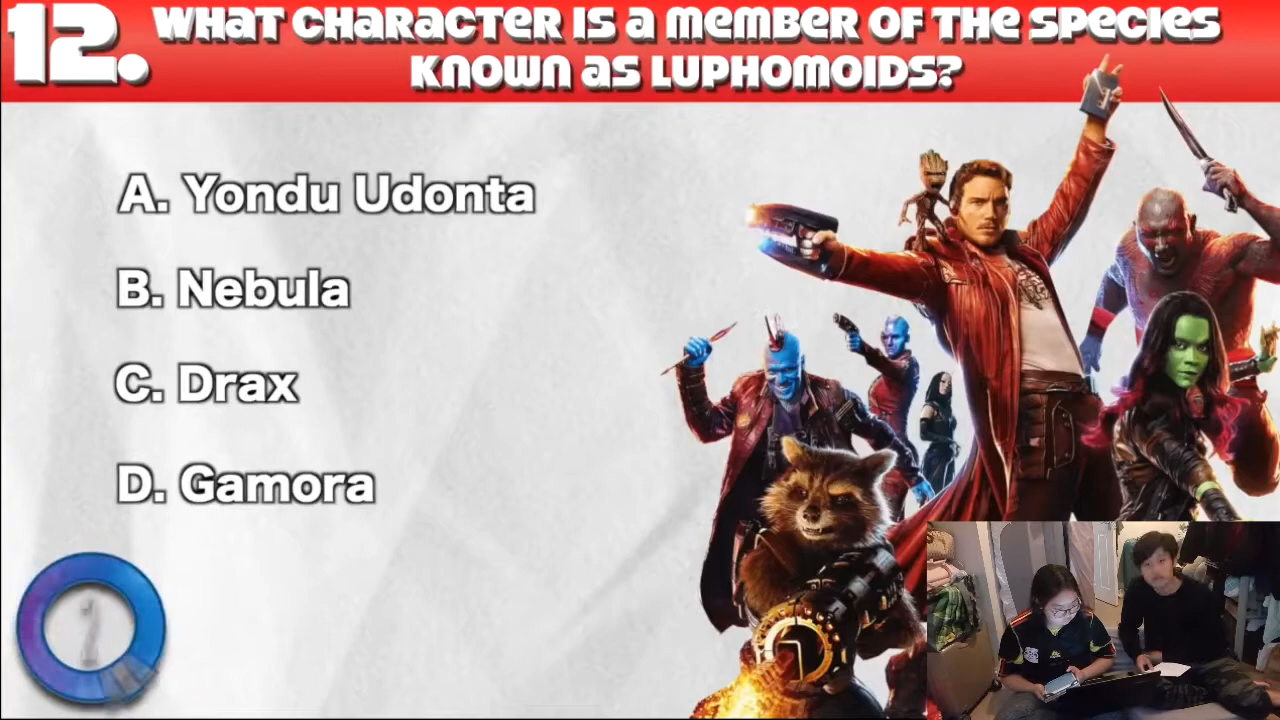 12. WHAT CHARACTER IS A MEMBER OF THE SPECIES
KNOWN AS LUPHOMOIDS?
A. Yondu Udonta
B. Nebula
C. Drax
D. Gamora